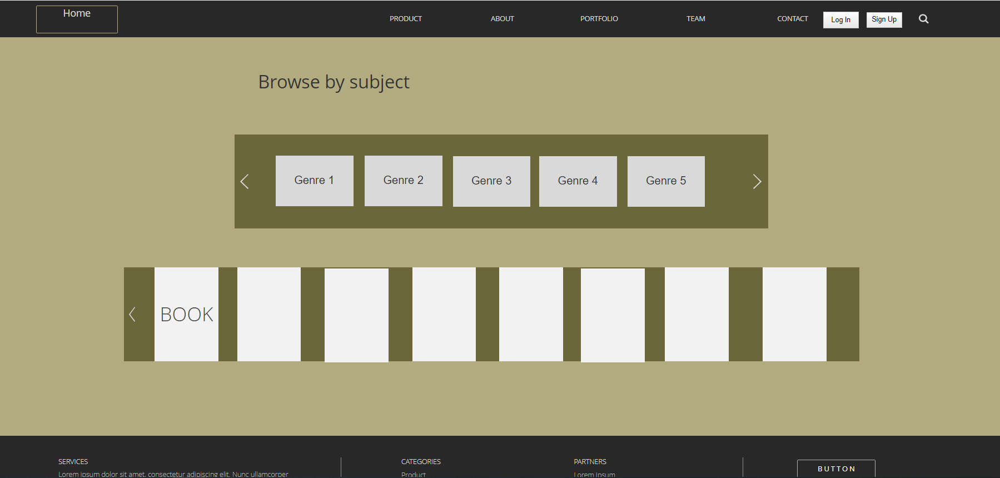 Home
PRODUCT ABOUT PORTFOLIO TEAM CONTACT Log In Sign Up
Browse by subject
Genre 1 Genre 2 Genre 3 Genre 4 Genre 5
BOOK
SERVICES CATEGORIES PARTNERS
BUTTON
Lorem ipsum dolor sit amet, consectetur adipiscing elit. Nunc ullamcorper Product Lorem Ipsum